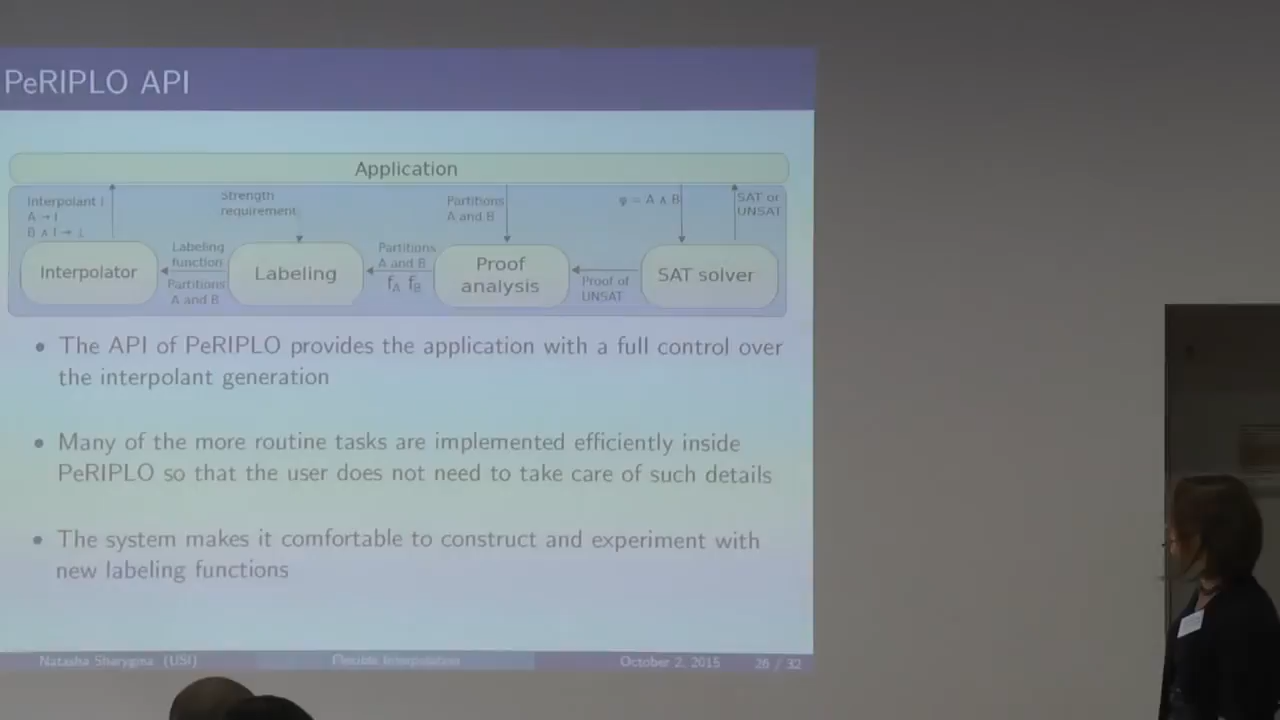 PeRIPLO API
Application
Interpolant I
A → I
B ∧ I → ⊥
Strength
requirement
Partitions
A and B
φ = A ∧ B
SAT or
UNSAT
Interpolator
Labeling
function
Partitions
A and B
Labeling
Partitions
A and B
f_A f_B
Proof
analysis
Proof of
UNSAT
SAT solver
• The API of PeRIPLO provides the application with a full control over
the interpolant generation
• Many of the more routine tasks are implemented efficiently inside
PeRIPLO so that the user does not need to take care of such details
• The system makes it comfortable to construct and experiment with
new labeling functions
Natasha Sharygina (USI)
Flexible Interpolation
October 2, 2015
26 / 32